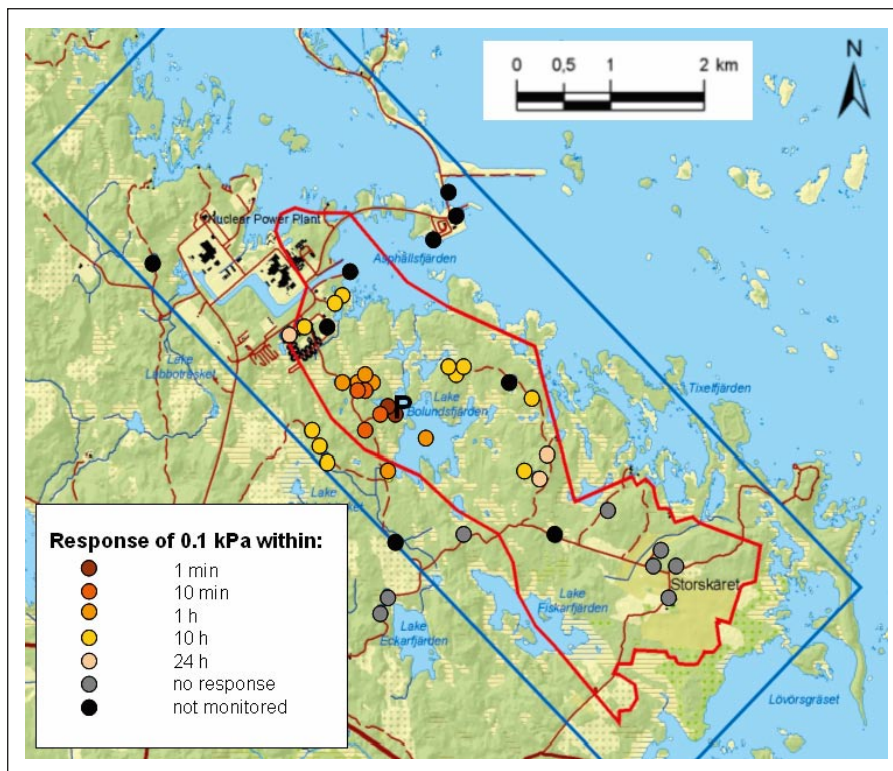 0 0,5 1 2 km
N
Nuclear Power Plant
Asphällsfjärden
Lake
Labboträsket
Tixelfjärden
P
Lake
Bolundsfjärden
Lake
Response of 0.1 kPa within:
1 min
10 min
1 h
10 h
24 h
no response
not monitored
Storskäret
Lake
Fiskarfjärden
Lake
Eckarfjärden
Lövörsgräset